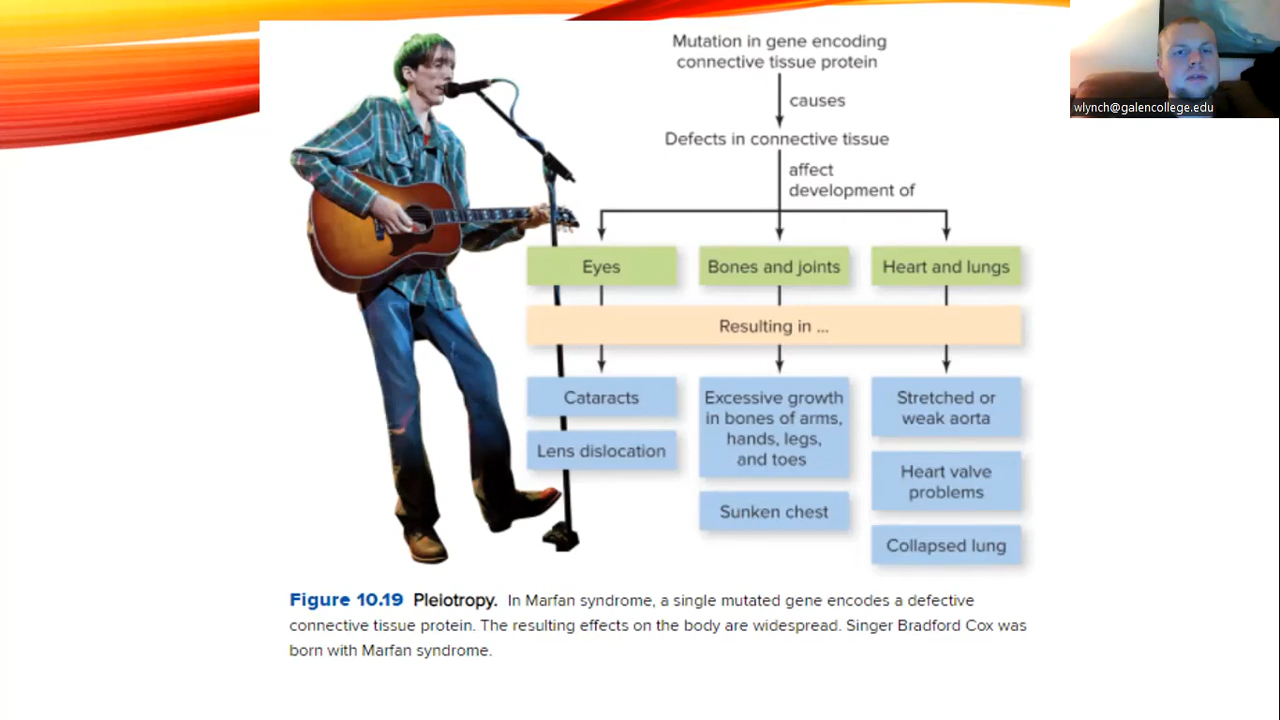 Mutation in gene encoding
connective tissue protein
causes
Defects in connective tissue
affect
development of
Eyes
Bones and joints
Heart and lungs
Resulting in ...
Cataracts
Lens dislocation
Excessive growth
in bones of arms,
hands, legs,
and toes
Sunken chest
Stretched or
weak aorta
Heart valve
problems
Collapsed lung
Figure 10.19 Pleiotropy. In Marfan syndrome, a single mutated gene encodes a defective
connective tissue protein. The resulting effects on the body are widespread. Singer Bradford Cox was
born with Marfan syndrome.
wlynch@galencollege.edu